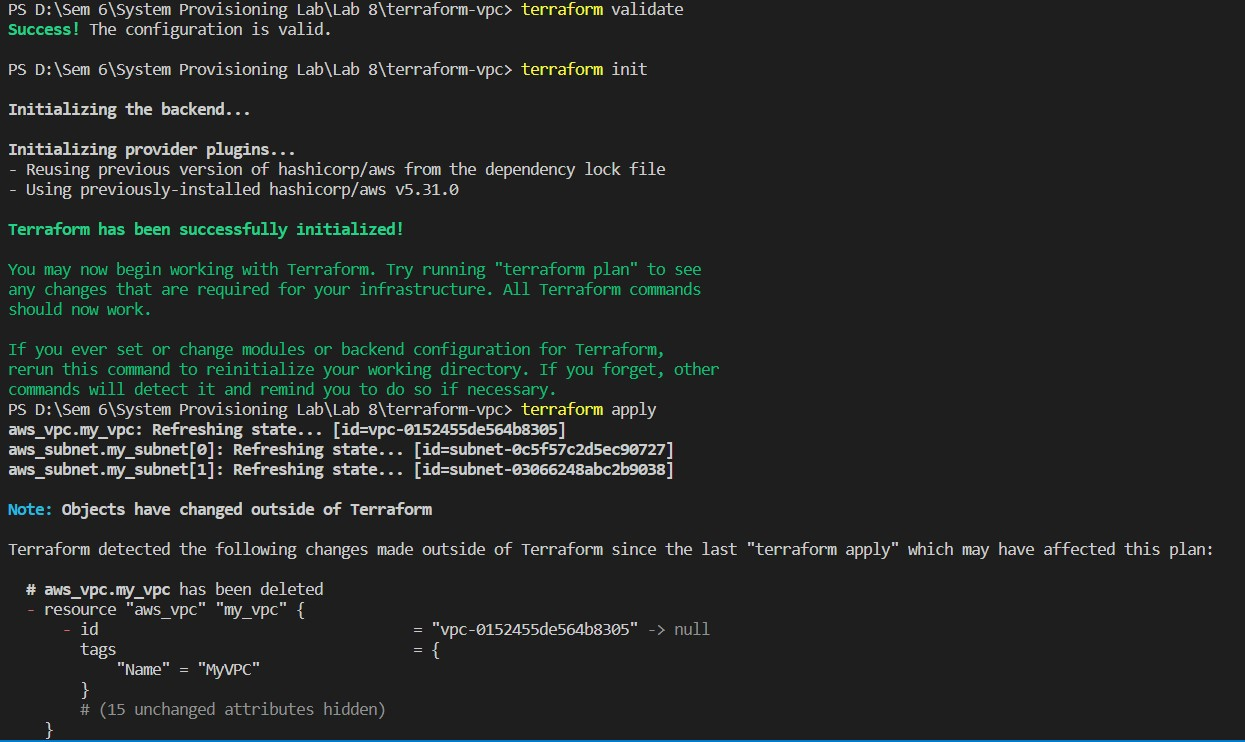 PS D:\Sem 6\System Provisioning Lab\Lab 8\terraform-vpc> terraform validate
Success! The configuration is valid.
PS D:\Sem 6\System Provisioning Lab\Lab 8\terraform-vpc> terraform init
Initializing the backend...
Initializing provider plugins...
- Reusing previous version of hashicorp/aws from the dependency lock file
- Using previously-installed hashicorp/aws v5.31.0
Terraform has been successfully initialized!
You may now begin working with Terraform. Try running "terraform plan" to see
any changes that are required for your infrastructure. All Terraform commands
should now work.
If you ever set or change modules or backend configuration for Terraform,
rerun this command to reinitialize your working directory. If you forget, other
commands will detect it and remind you to do so if necessary.
PS D:\Sem 6\System Provisioning Lab\Lab 8\terraform-vpc> terraform apply
aws_vpc.my_vpc: Refreshing state... [id=vpc-0152455de564b8305]
aws_subnet.my_subnet[0]: Refreshing state... [id=subnet-0c5f57c2d5ec90727]
aws_subnet.my_subnet[1]: Refreshing state... [id=subnet-03066248abc2b9038]
Note: Objects have changed outside of Terraform
Terraform detected the following changes made outside of Terraform since the last "terraform apply" which may have affected this plan:
# aws_vpc.my_vpc has been deleted
- resource "aws_vpc" "my_vpc" {
- id = "vpc-0152455de564b8305" -> null
tags = {
"Name" = "MyVPC"
}
# (15 unchanged attributes hidden)
}